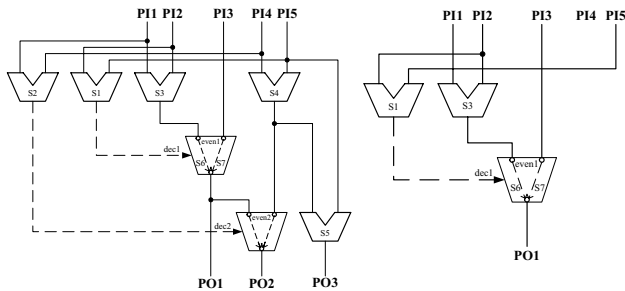 PI1 PI2 PI3 PI4 PI5
S2 S1 S3 S4
dec1 even1
S6 S7
dec2 even2
S5
PO1 PO2 PO3
PI1 PI2 PI3 PI4 PI5
S1 S3
dec1 even1
S6 S7
PO1